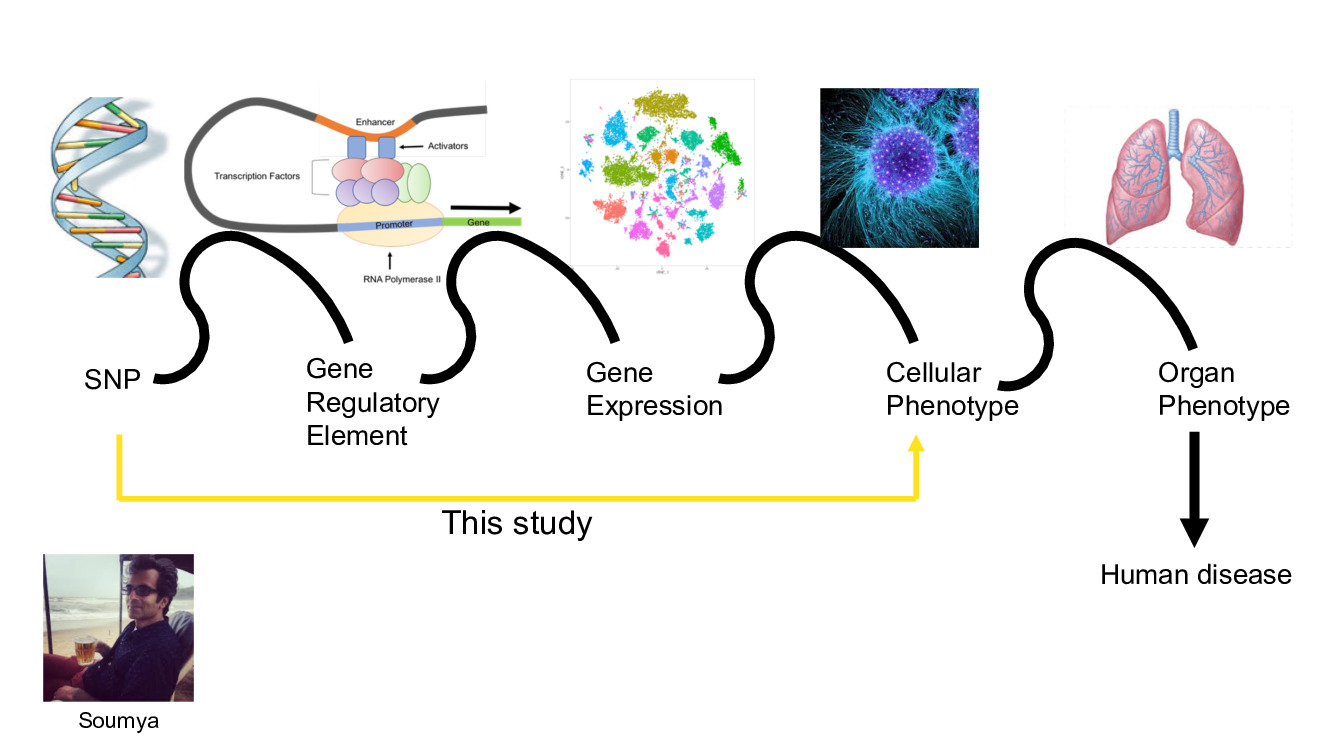 Enhancer
Activators
Transcription Factors
Promoter
Gene
RNA Polymerase II
SNP
Gene
Regulatory
Element
Gene
Expression
Cellular
Phenotype
Organ
Phenotype
This study
Human disease
Soumya